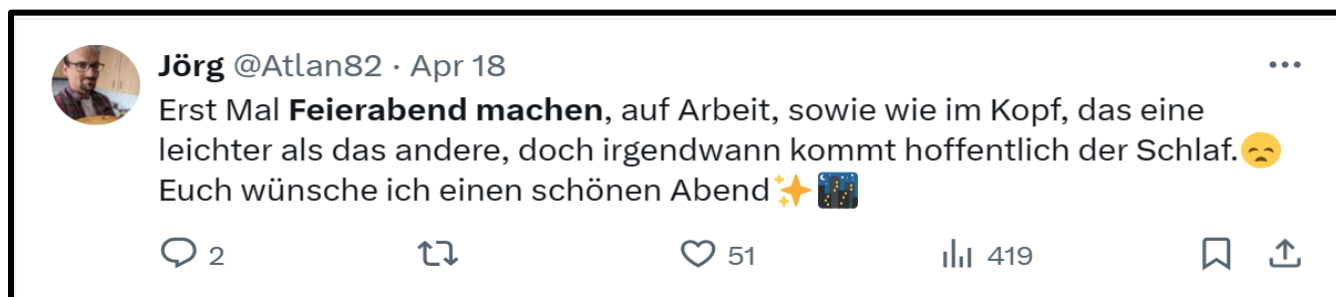 Jörg @Atlan82 · Apr 18
Erst Mal Feierabend machen, auf Arbeit, sowie wie im Kopf, das eine
leichter als das andere, doch irgendwann kommt hoffentlich der Schlaf.😞
Euch wünsche ich einen schönen Abend✨🌃
2 51 419